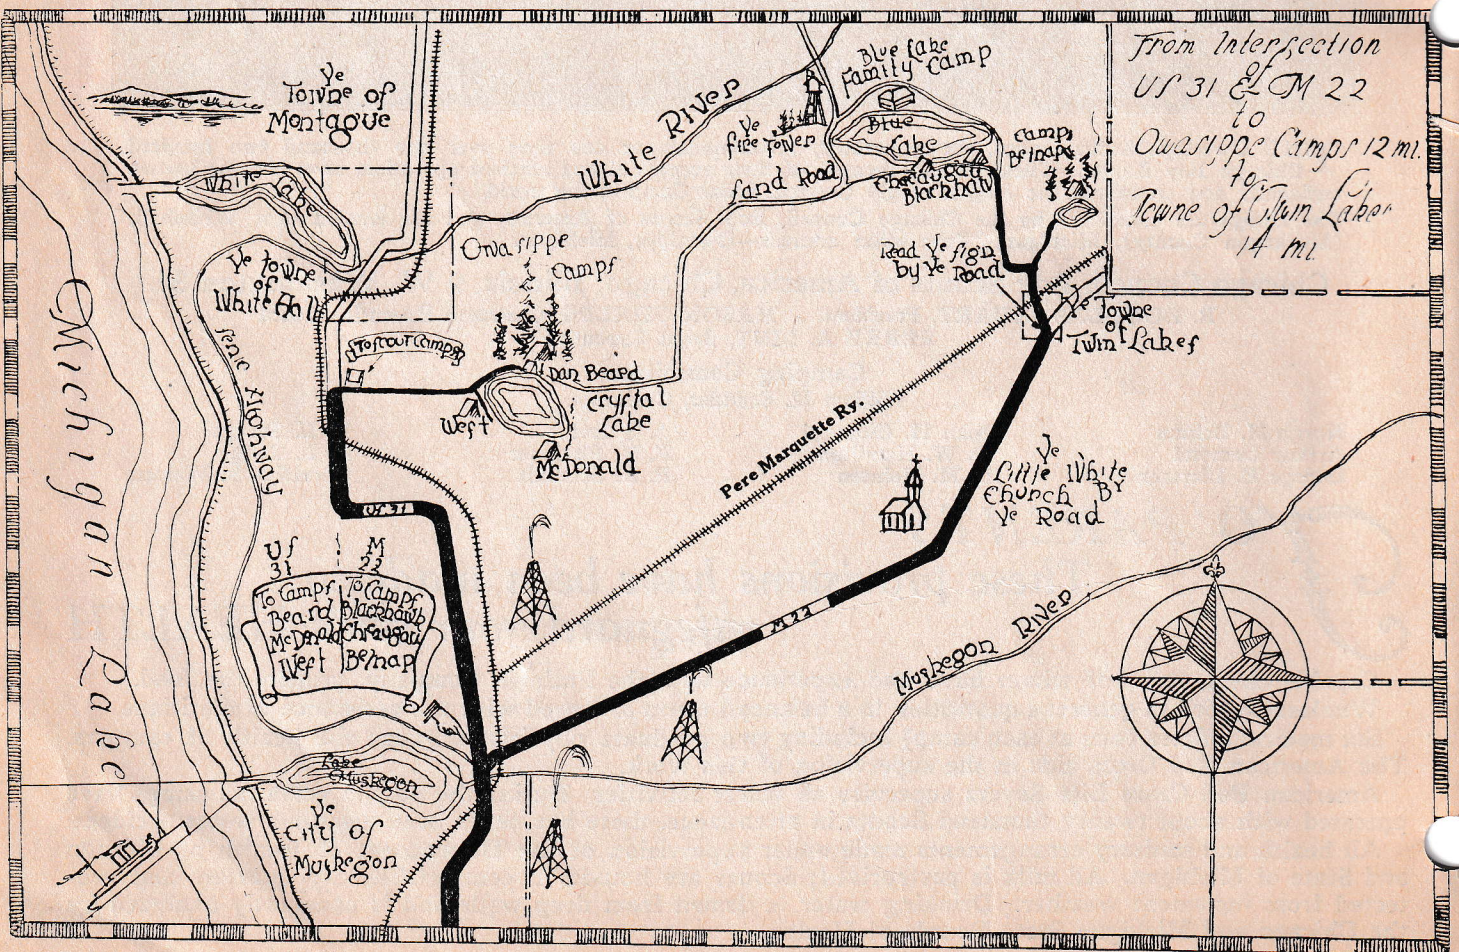 From Intersection
of
US 31 & M 22
to
Owasippe Camps 12 mi.
to
Towne of Twin Lakes
14 mi.
Ye
Towne of
Montague
White Lake
Ye Towne
of
White Hall
White River
Ye
Fire Tower
Blue Lake
Family Camp
Blue
Lake
Sand Road
Blackhawk
Camp
Belnap
Read Ye Sign
by Ye Road
Ye Towne
of
Twin Lakes
Owasippe
Camps
To Scout Camps
Dan Beard
Crystal
Lake
West
McDonald
Scenic Highway
Pere Marquette Ry.
Ye
Little White
Church By
Ye Road
US 31
Michigan Lake
US
31
M
22
To Camps
Beard
McDonald
West
To Camps
Blackhawk
Belnap
M 22
Muskegon River
Lake
Muskegon
Ye
City of
Muskegon